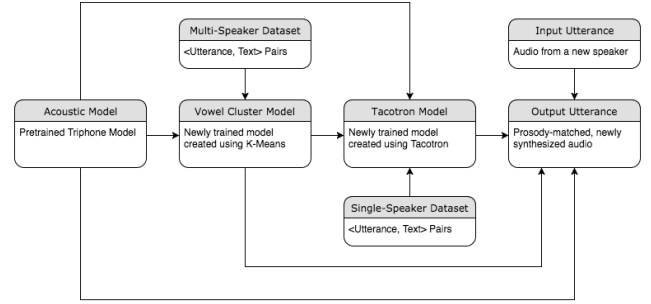 Multi-Speaker Dataset
<Utterance, Text> Pairs
Input Utterance
Audio from a new speaker
Acoustic Model
Pretrained Triphone Model
Vowel Cluster Model
Newly trained model
created using K-Means
Tacotron Model
Newly trained model
created using Tacotron
Output Utterance
Prosody-matched, newly
synthesized audio
Single-Speaker Dataset
<Utterance, Text> Pairs